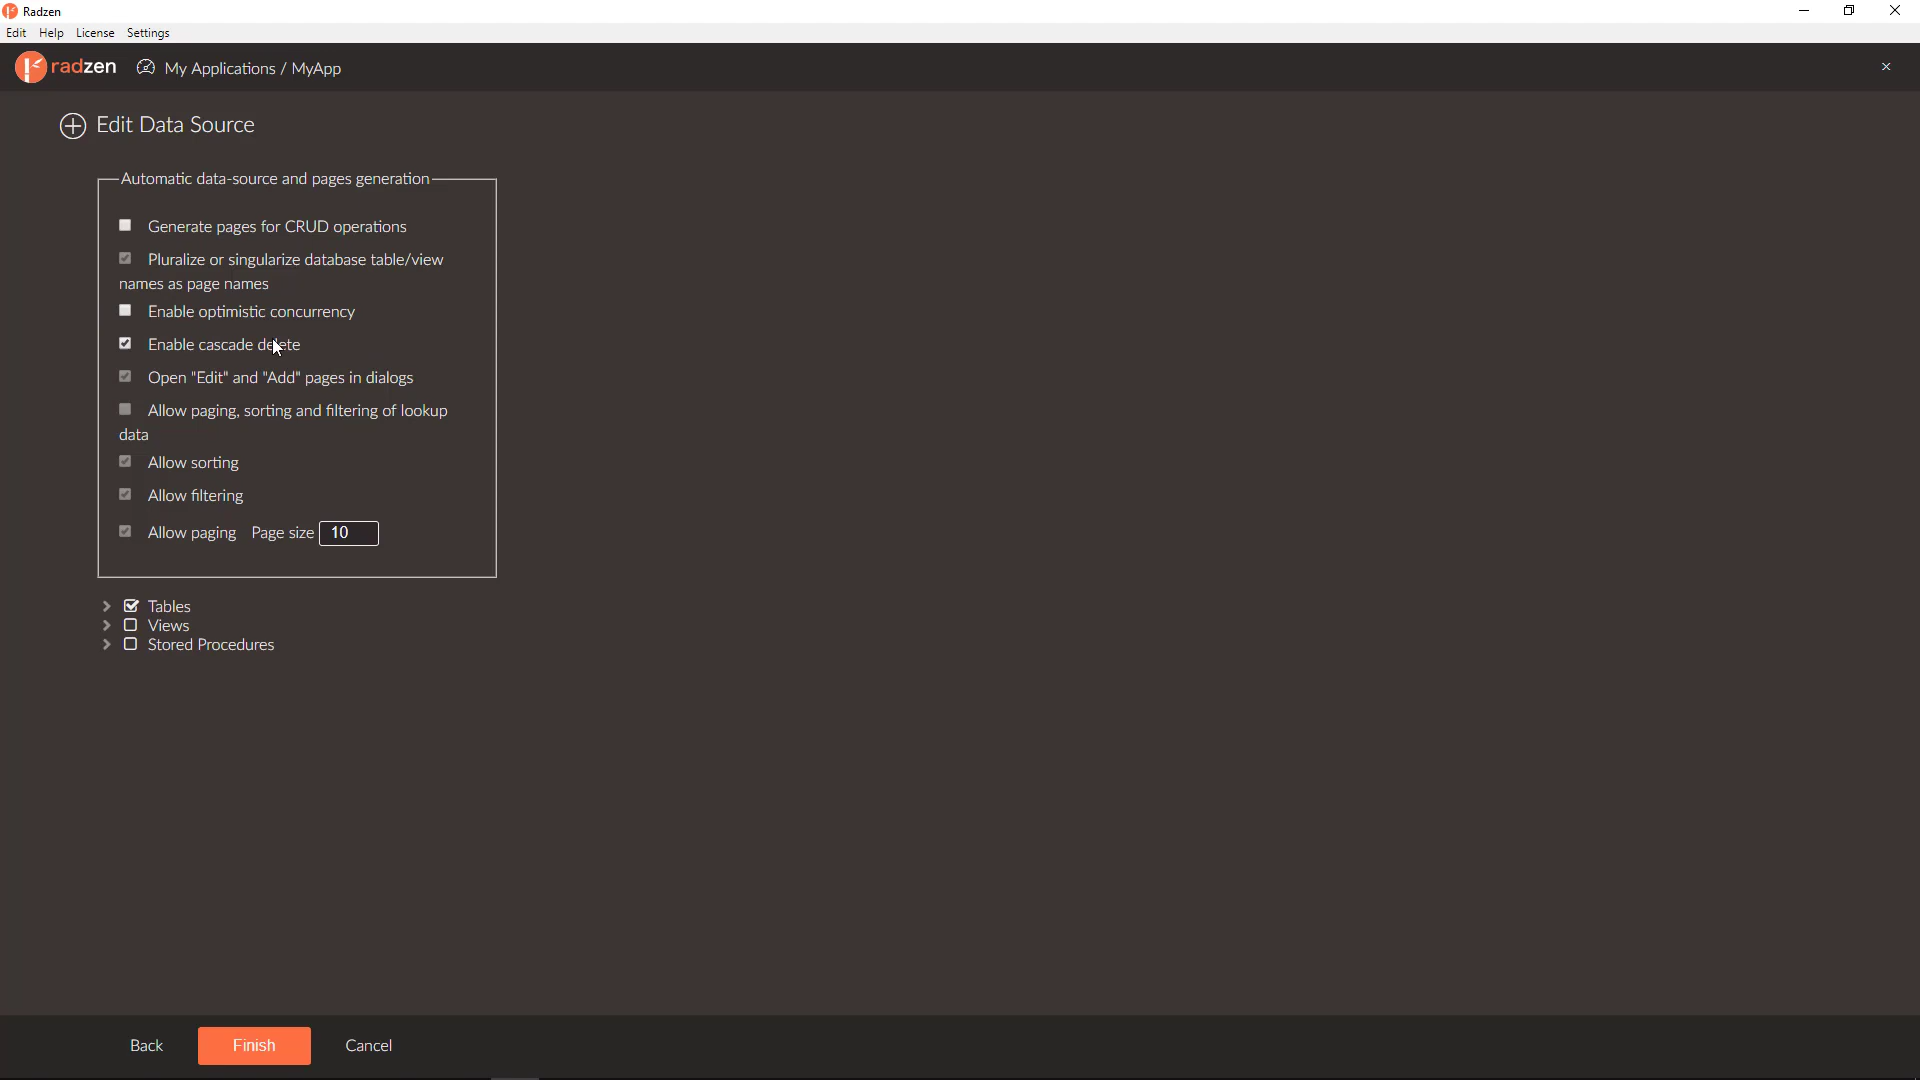 Radzen
Edit Help License Settings
radzen My Applications / MyApp
Edit Data Source
Automatic data-source and pages generation
Generate pages for CRUD operations
Pluralize or singularize database table/view
names as page names
Enable optimistic concurrency
Enable cascade delete
Open "Edit" and "Add" pages in dialogs
Allow paging, sorting and filtering of lookup
data
Allow sorting
Allow filtering
Allow paging Page size 10
Tables
Views
Stored Procedures
Back Finish Cancel